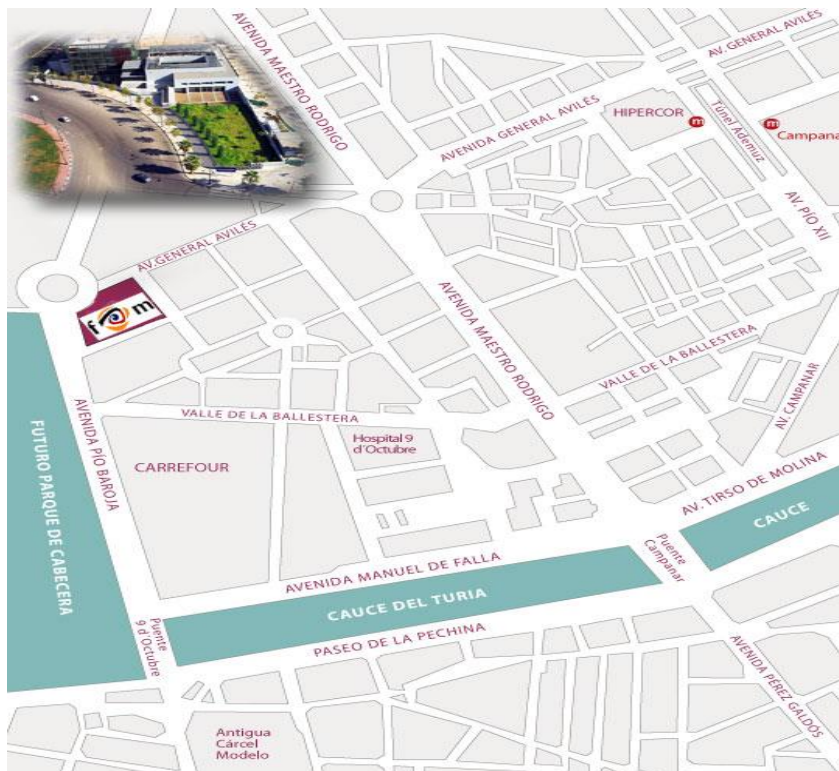 AVENIDA MAESTRO RODRIGO
AV. GENERAL AVILÉS
HIPERCOR
m
Túnel Ademuz
m
Campana
AVENIDA GENERAL AVILÉS
AV. PÍO XII
AV.GENERAL AVILÉS
f m
AVENIDA MAESTRO RODRIGO
VALLE DE LA BALLESTERA
AV. CAMPANAR
AVENIDA PÍO BAROJA
VALLE DE LA BALLESTERA
Hospital 9
d´Octubre
CARREFOUR
FUTURO PARQUE DE CABECERA
AV. TIRSO DE MOLINA
CAUCE
Puente
Campanar
AVENIDA MANUEL DE FALLA
CAUCE DEL TURIA
Puente
9 d´Octubre
PASEO DE LA PECHINA
AVENIDA PÉREZ GALDÓS
Antigua
Cárcel
Modelo